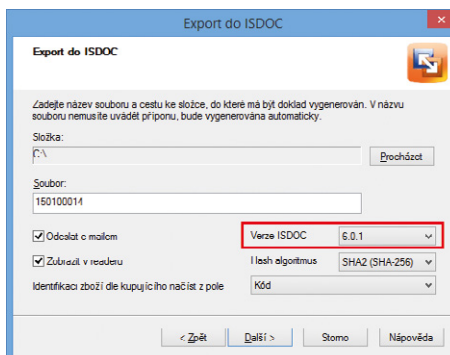 Export do ISDOC
Export do ISDOC
Zadejte název souboru a cestu ke složce, do které má být doklad vygenerován. V názvu
souboru nemusíte uvádět příponu, bude vygenerována automaticky.
Složka:
C:\
Procházet
Soubor:
150100014
Odeslat e-mailem
Verze ISDOC
6.0.1
Zobrazit v readeru
Hash algoritmus
SHA2 (SHA-256)
Identifikaci zboží dle kupujícího načíst z pole
Kód
< Zpět
Další >
Storno
Nápověda